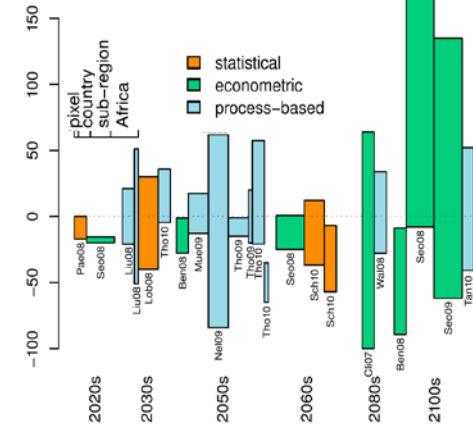 150
100
50
0
−50
−100
pixel
country
sub−region
Africa
statistical
econometric
process−based
Pae08
Seo08
Liu08
Liu08
Lob08
Tho10
Ben08
Mue09
Nel09
Tho09
Tho09
Tho10
Tho10
Seo08
Sch10
Sch10
Cli07
Wal08
Ben08
Seo08
Seo09
Tan10
2020s
2030s
2050s
2060s
2080s
2100s